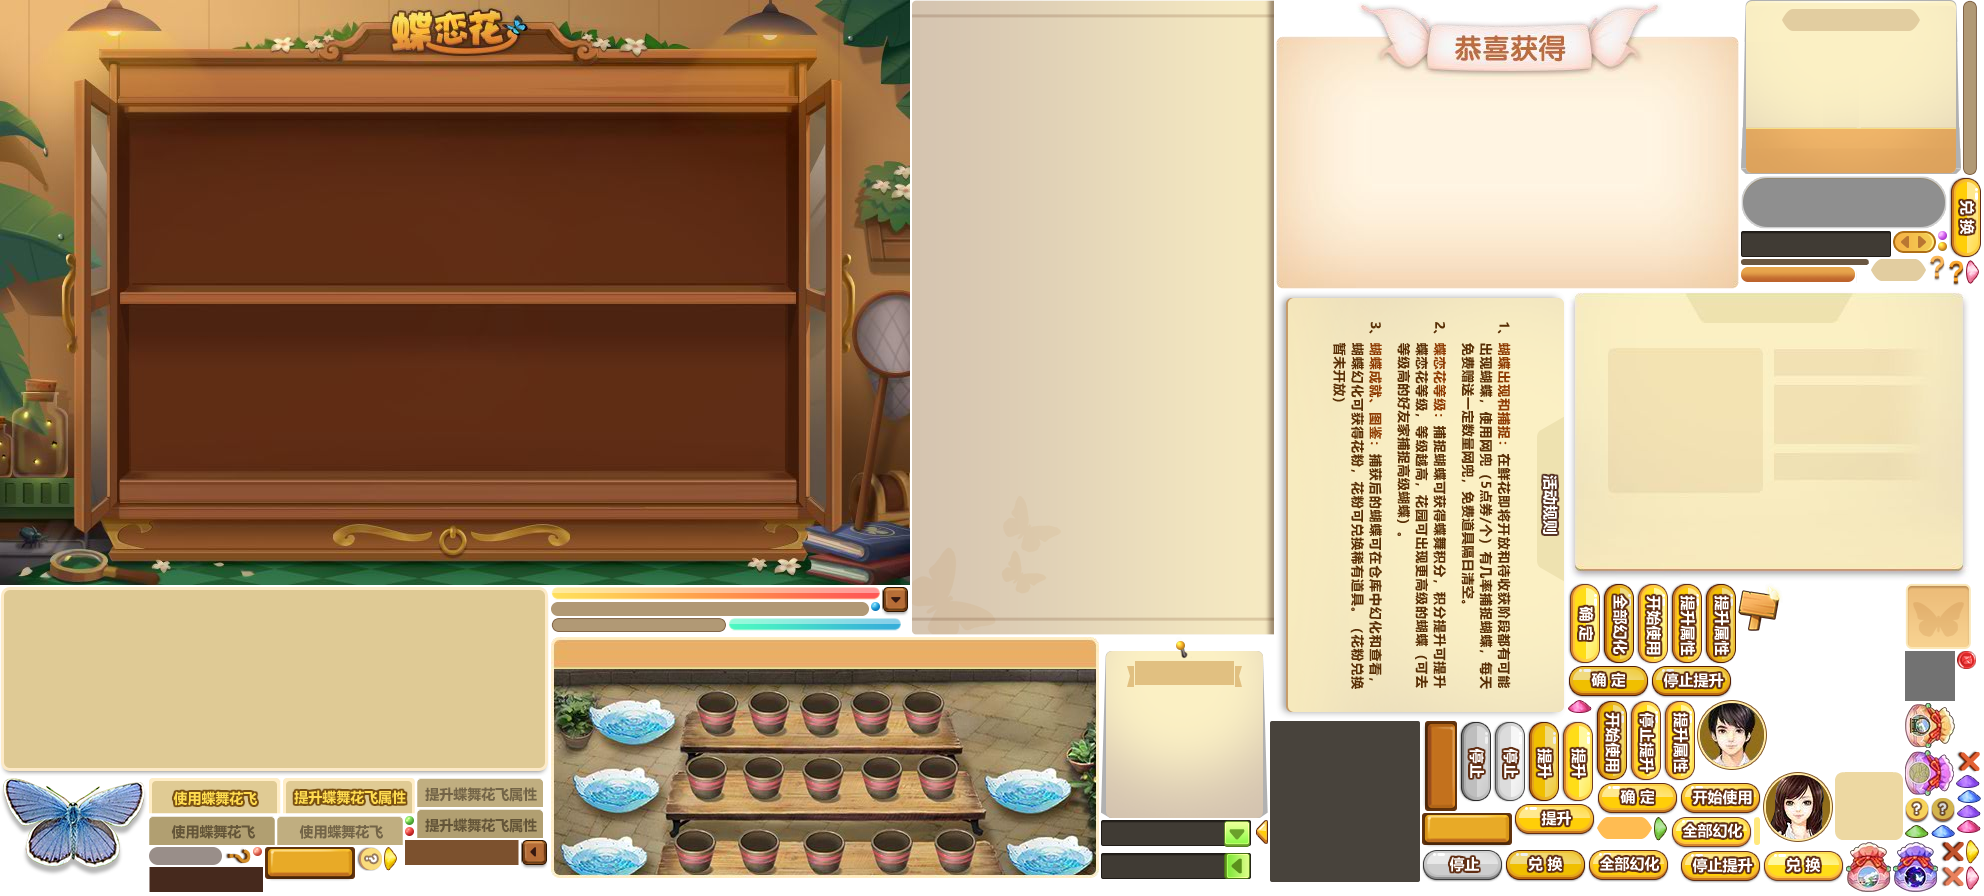 蝶恋花
恭喜获得
兑换
活动规则
1、蝴蝶出现和捕捉：在鲜花即将开放和待收获阶段都有可能
出现蝴蝶，使用网兜（5点券/个）有几率捕捉蝴蝶，每天
免费赠送一定数量网兜，免费道具隔日清空。
2、蝶恋花等级：捕捉蝴蝶可获得蝶舞积分，积分提升可提升
蝶恋花等级，等级越高，花园可出现更高级的蝴蝶（可去
等级高的好友家捕捉高级蝴蝶）。
3、蝴蝶成就、图鉴：捕获后的蝴蝶可在仓库中幻化和查看，
蝴蝶幻化可获得花粉，花粉可兑换稀有道具。（花粉兑换
暂未开放）
确定
全部幻化
开始使用
提升属性
提升属性
确定
停止提升
开始使用
停止提升
提升属性
停止
停止
提升
提升
确定
开始使用
提升
全部幻化
停止
兑换
全部幻化
停止提升
兑换
使用蝶舞花飞
提升蝶舞花飞属性
提升蝶舞花飞属性
使用蝶舞花飞
使用蝶舞花飞
提升蝶舞花飞属性